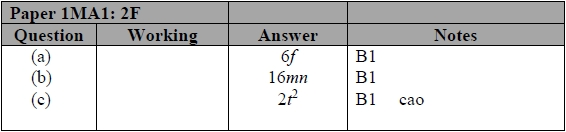 Paper 1MA1: 2F
Question Working Answer Notes
(a) 6f B1
(b) 16mn B1
(c) 2t² B1 cao